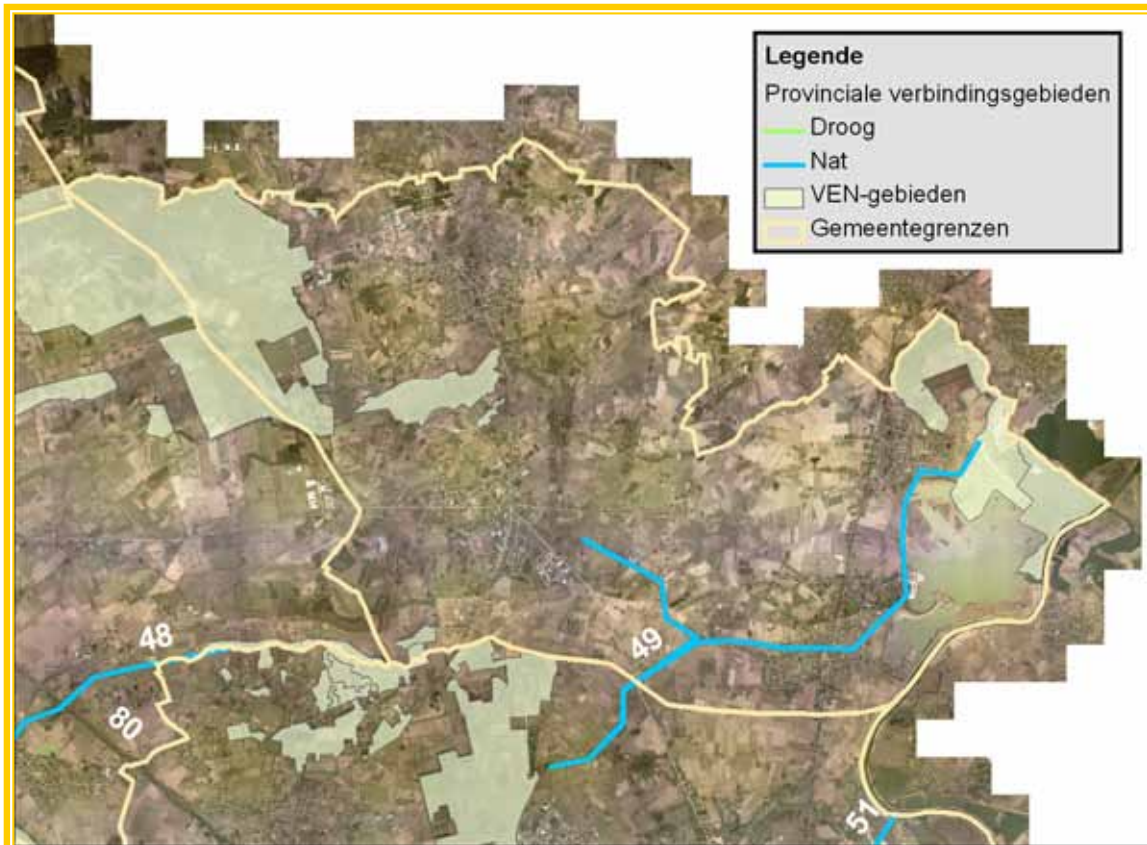 Legende
Provinciale verbindingsgebieden
Droog
Nat
VEN-gebieden
Gemeentegrenzen
48
49
80
51